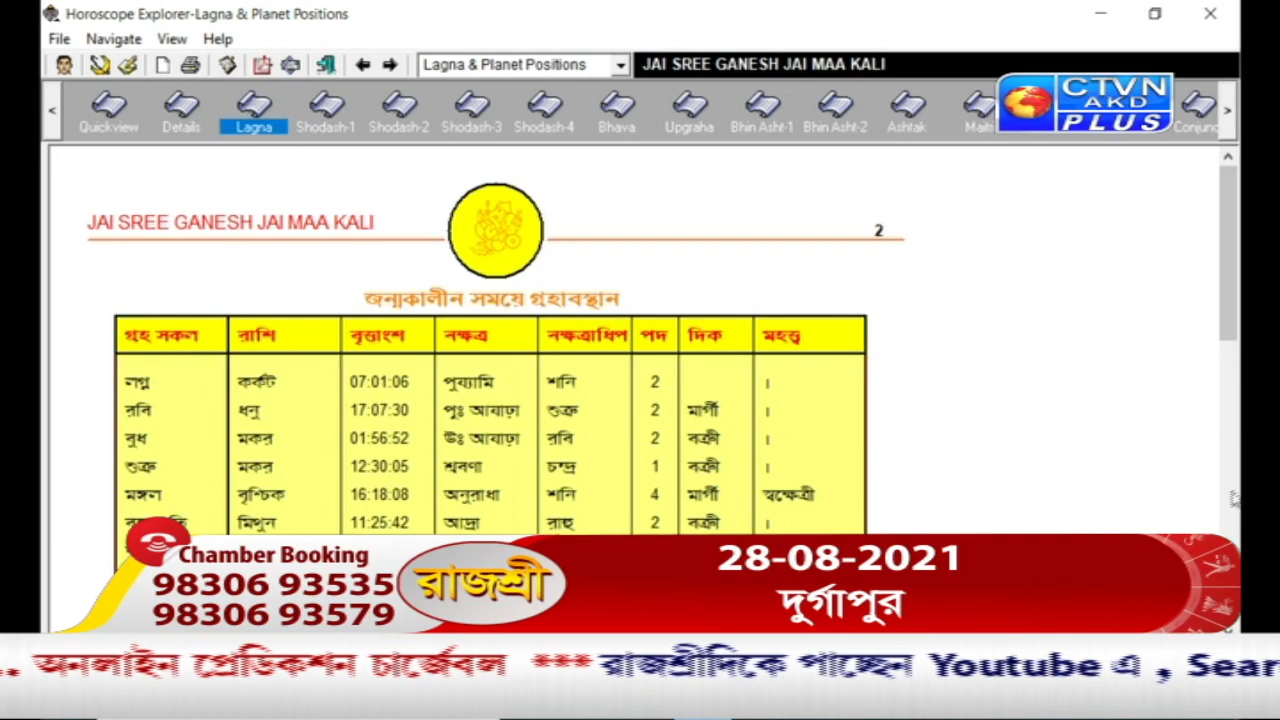 Horoscope Explorer-Lagna & Planet Positions
File Navigate View Help
Lagna & Planet Positions JAI SREE GANESH JAI MAA KALI
CTVN
AKD
PLUS
< Quickview Details Lagna Shodash-1 Shodash-2 Shodash-3 Shodash-4 Bhava Upgraha Bhin Asht-1 Bhin Asht-2 Ashtak >
JAI SREE GANESH JAI MAA KALI 2
জন্মকালীন সময়ে গ্রহাবস্থান
গ্রহ সকল রাশি বৃত্তাংশ নক্ষত্র নক্ষত্রাধিপ পদ দিক মহত্ত্ব
লগ্ন কর্কট 07:01:06 পুয্যামি শনি 2 ।
রবি ধনু 17:07:30 পুঃ আষাঢ়া শুক্র 2 মার্গী ।
বুধ মকর 01:56:52 উঃ আষাঢ়া রবি 2 বক্রী ।
শুক্র মকর 12:30:05 শ্রবণা চন্দ্র 1 বক্রী ।
মঙ্গল বৃশ্চিক 16:18:08 অনুরাধা শনি 4 মার্গী স্বক্ষেত্রী
মিথুন 11:25:42 আদ্রা রাহু 2 বক্রী ।
Chamber Booking
98306 93535
98306 93579
রাজশ্রী
28-08-2021
দুর্গাপুর
.. অনলাইন প্রেডিকশন চার্জেবল *** রাজশ্রীদিকে পাচ্ছেন Youtube এ , Sear